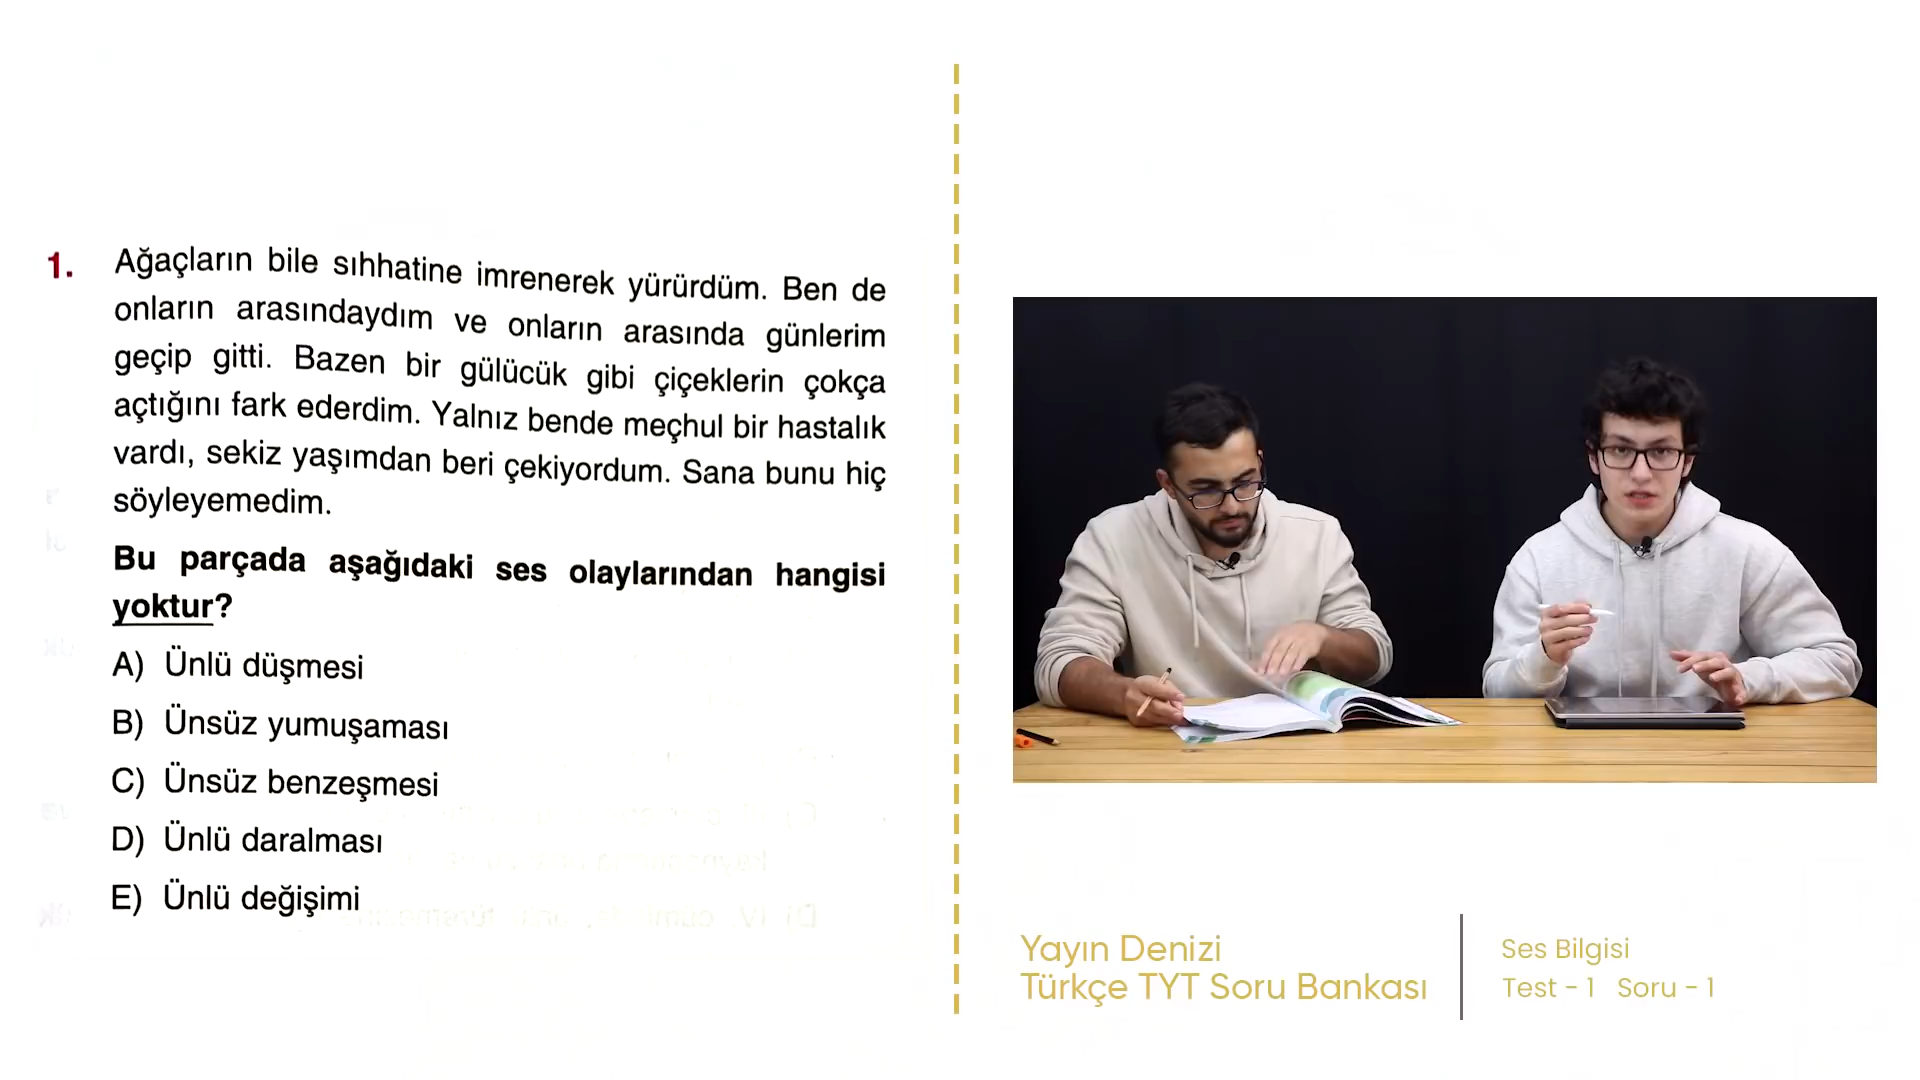 1. Ağaçların bile sıhhatine imrenerek yürürdüm. Ben de
onların arasındaydım ve onların arasında günlerim
geçip gitti. Bazen bir gülücük gibi çiçeklerin çokça
açtığını fark ederdim. Yalnız bende meçhul bir hastalık
vardı, sekiz yaşımdan beri çekiyordum. Sana bunu hiç
söyleyemedim.
Bu parçada aşağıdaki ses olaylarından hangisi
yoktur?
A) Ünlü düşmesi
B) Ünsüz yumuşaması
C) Ünsüz benzeşmesi
D) Ünlü daralması
E) Ünlü değişimi
Yayın Denizi
Türkçe TYT Soru Bankası
Ses Bilgisi
Test - 1 Soru - 1